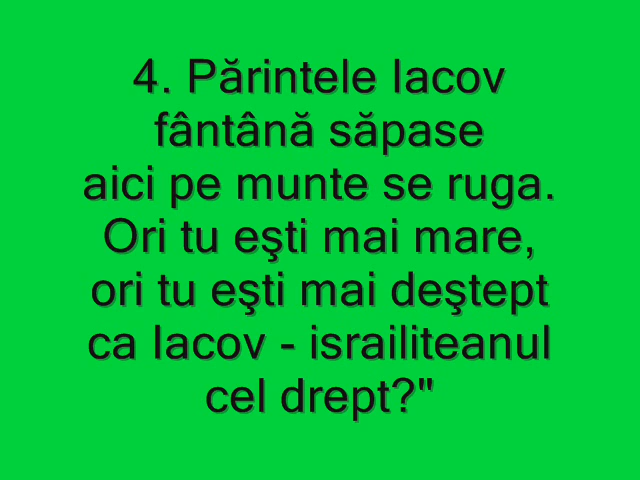 4. Părintele Iacov
fântână săpase
aici pe munte se ruga.
Ori tu eşti mai mare,
ori tu eşti mai deştept
ca Iacov - israiliteanul
cel drept?"